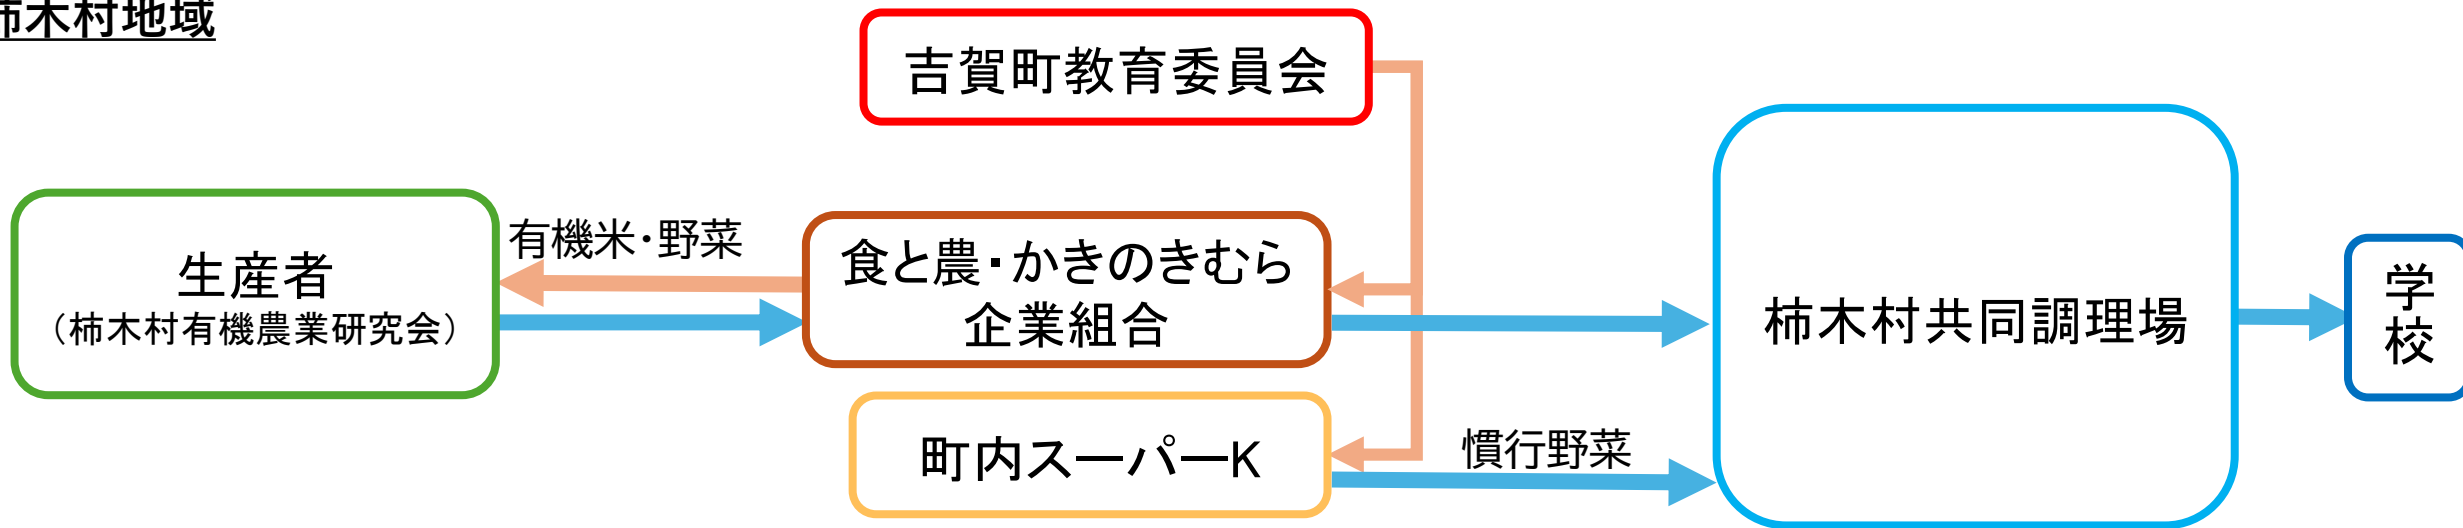 柿木村地域
吉賀町教育委員会
有機米・野菜
生産者
（柿木村有機農業研究会）
食と農・かきのきむら
企業組合
柿木村共同調理場
学校
町内スーパーK
慣行野菜